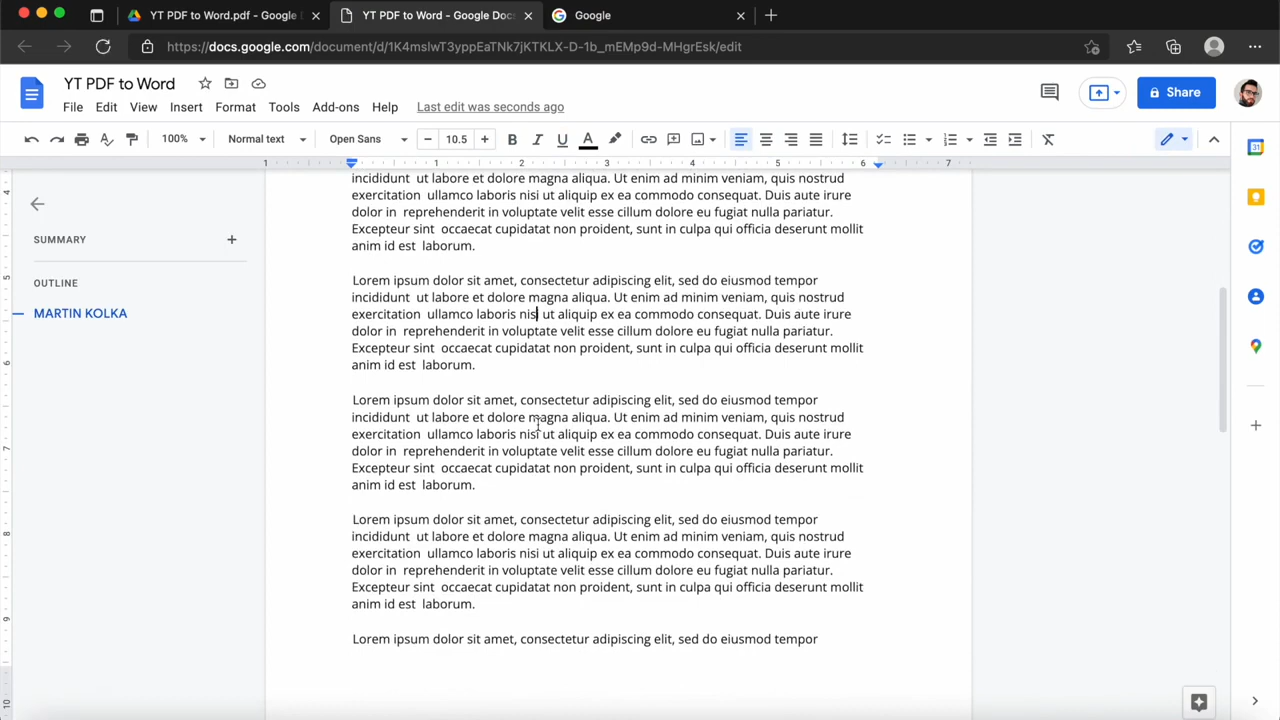 YT PDF to Word.pdf - Google
YT PDF to Word - Google Docs
Google
https://docs.google.com/document/d/1K4mslwT3yppEaTNk7jKTKLX-D-1b_mEMp9d-MHgrEsk/edit
YT PDF to Word
File Edit View Insert Format Tools Add-ons Help Last edit was seconds ago
Share
100% Normal text Open Sans 10.5 B I U A
1 1 2 3 4 5 6 7
SUMMARY
OUTLINE
MARTIN KOLKA
4
5
6
7
8
9
10
31
incididunt ut labore et dolore magna aliqua. Ut enim ad minim veniam, quis nostrud
exercitation ullamco laboris nisi ut aliquip ex ea commodo consequat. Duis aute irure
dolor in reprehenderit in voluptate velit esse cillum dolore eu fugiat nulla pariatur.
Excepteur sint occaecat cupidatat non proident, sunt in culpa qui officia deserunt mollit
anim id est laborum.
Lorem ipsum dolor sit amet, consectetur adipiscing elit, sed do eiusmod tempor
incididunt ut labore et dolore magna aliqua. Ut enim ad minim veniam, quis nostrud
exercitation ullamco laboris nisi ut aliquip ex ea commodo consequat. Duis aute irure
dolor in reprehenderit in voluptate velit esse cillum dolore eu fugiat nulla pariatur.
Excepteur sint occaecat cupidatat non proident, sunt in culpa qui officia deserunt mollit
anim id est laborum.
Lorem ipsum dolor sit amet, consectetur adipiscing elit, sed do eiusmod tempor
incididunt ut labore et dolore magna aliqua. Ut enim ad minim veniam, quis nostrud
exercitation ullamco laboris nisi ut aliquip ex ea commodo consequat. Duis aute irure
dolor in reprehenderit in voluptate velit esse cillum dolore eu fugiat nulla pariatur.
Excepteur sint occaecat cupidatat non proident, sunt in culpa qui officia deserunt mollit
anim id est laborum.
Lorem ipsum dolor sit amet, consectetur adipiscing elit, sed do eiusmod tempor
incididunt ut labore et dolore magna aliqua. Ut enim ad minim veniam, quis nostrud
exercitation ullamco laboris nisi ut aliquip ex ea commodo consequat. Duis aute irure
dolor in reprehenderit in voluptate velit esse cillum dolore eu fugiat nulla pariatur.
Excepteur sint occaecat cupidatat non proident, sunt in culpa qui officia deserunt mollit
anim id est laborum.
Lorem ipsum dolor sit amet, consectetur adipiscing elit, sed do eiusmod tempor